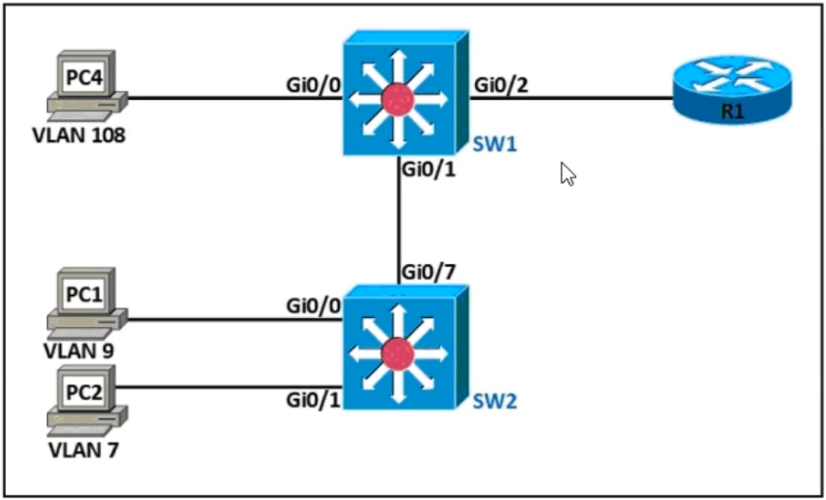 PC4
VLAN 108
Gi0/0
Gi0/2
SW1
Gi0/1
R1
Gi0/7
PC1
VLAN 9
Gi0/0
PC2
VLAN 7
Gi0/1
SW2